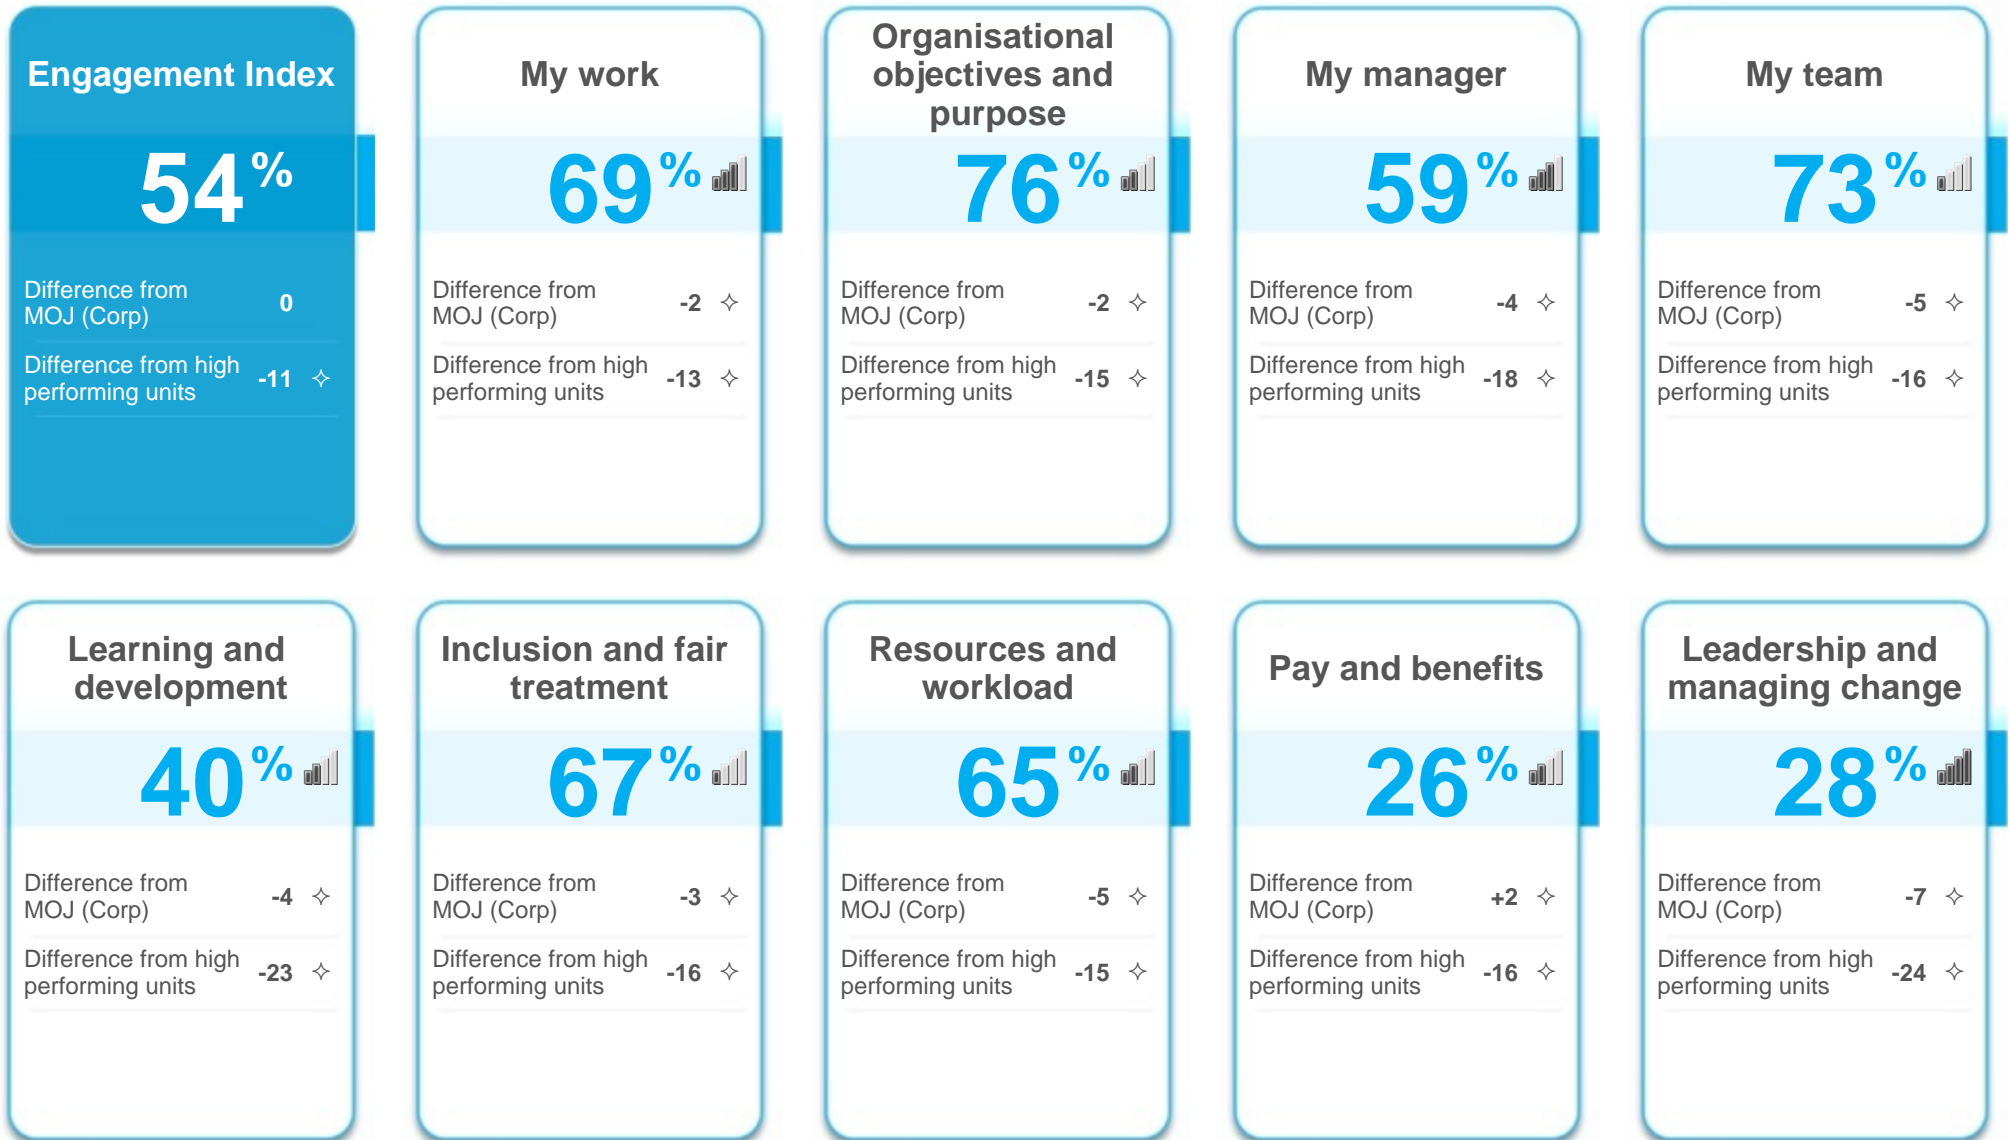 Engagement Index
54%
Difference from
MOJ (Corp)
0
Difference from high
performing units
-11 ✧
My work
69%
Difference from
MOJ (Corp)
-2 ✧
Difference from high
performing units
-13 ✧
Organisational
objectives and
purpose
76%
Difference from
MOJ (Corp)
-2 ✧
Difference from high
performing units
-15 ✧
My manager
59%
Difference from
MOJ (Corp)
-4 ✧
Difference from high
performing units
-18 ✧
My team
73%
Difference from
MOJ (Corp)
-5 ✧
Difference from high
performing units
-16 ✧
Learning and
development
40%
Difference from
MOJ (Corp)
-4 ✧
Difference from high
performing units
-23 ✧
Inclusion and fair
treatment
67%
Difference from
MOJ (Corp)
-3 ✧
Difference from high
performing units
-16 ✧
Resources and
workload
65%
Difference from
MOJ (Corp)
-5 ✧
Difference from high
performing units
-15 ✧
Pay and benefits
26%
Difference from
MOJ (Corp)
+2 ✧
Difference from high
performing units
-16 ✧
Leadership and
managing change
28%
Difference from
MOJ (Corp)
-7 ✧
Difference from high
performing units
-24 ✧